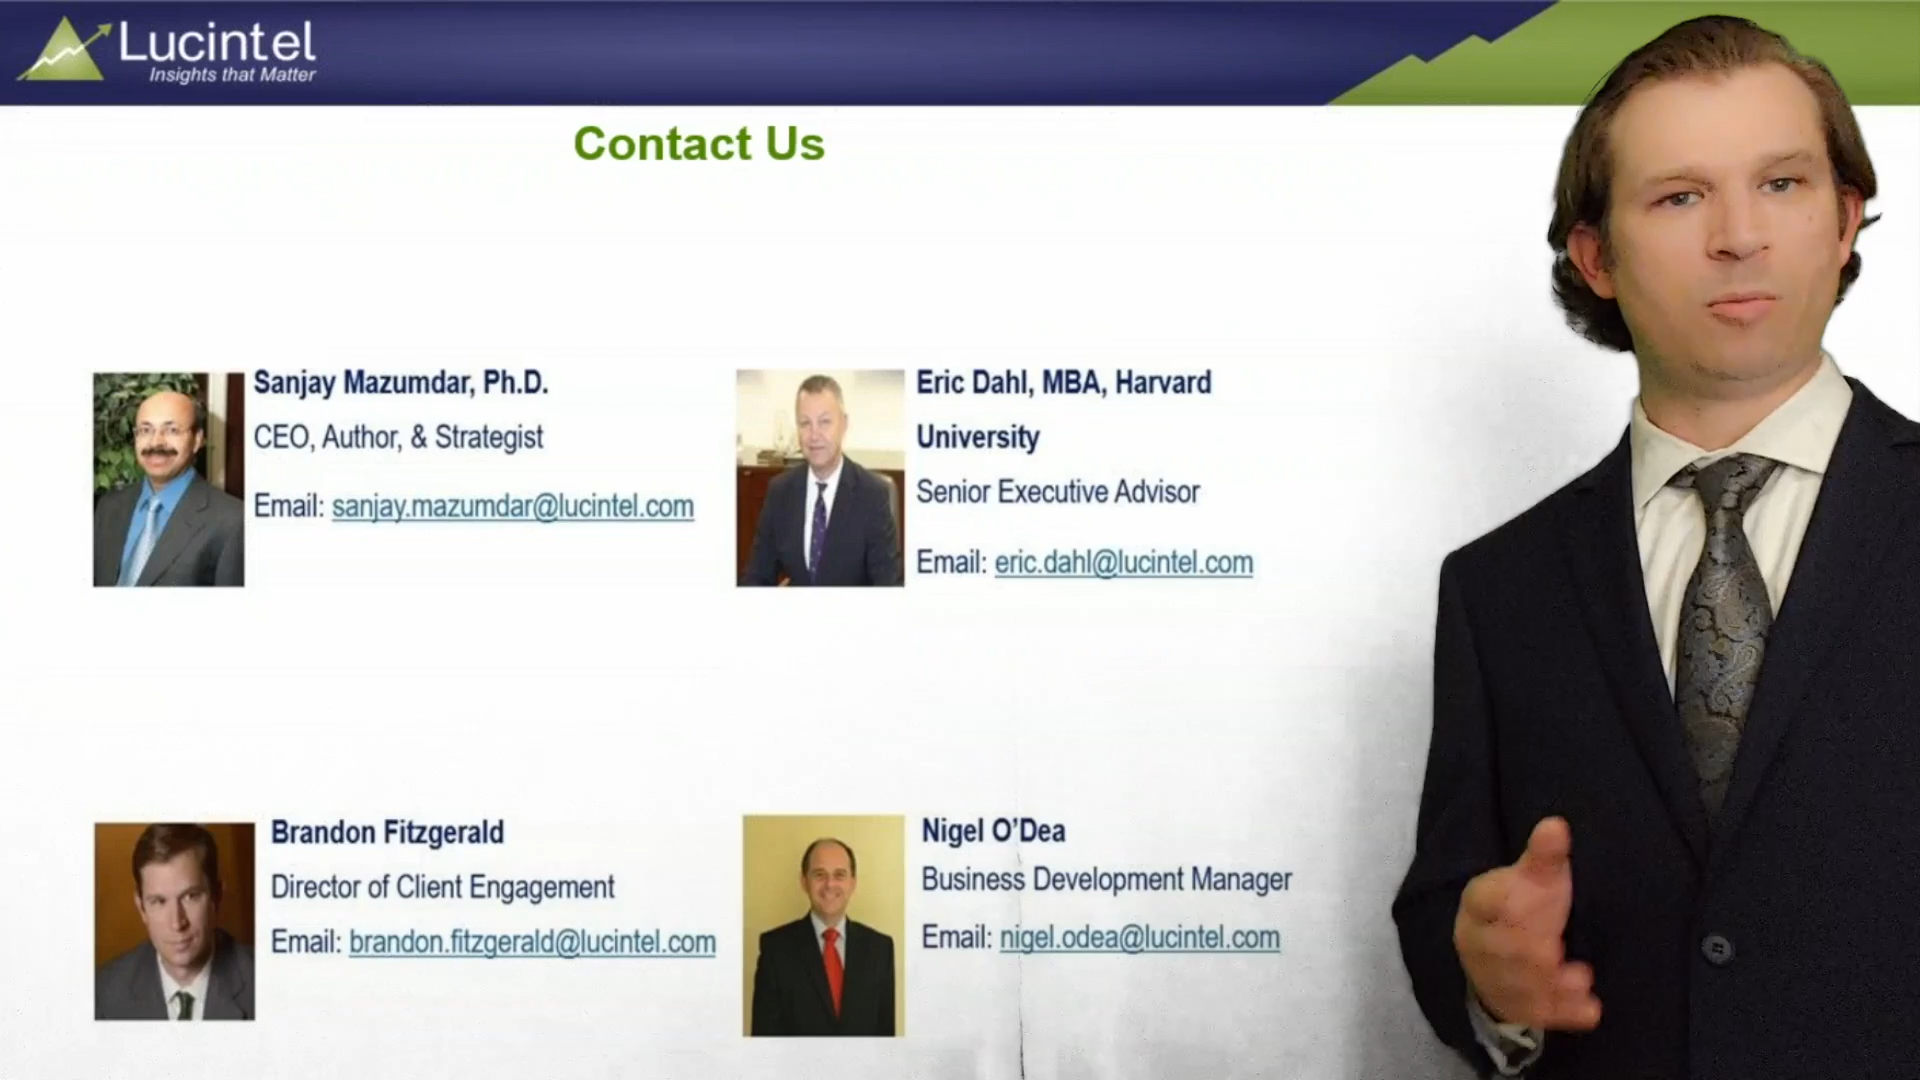 Lucintel
Insights that Matter
Contact Us
Sanjay Mazumdar, Ph.D.
CEO, Author, & Strategist
Email: sanjay.mazumdar@lucintel.com
Eric Dahl, MBA, Harvard
University
Senior Executive Advisor
Email: eric.dahl@lucintel.com
Brandon Fitzgerald
Director of Client Engagement
Email: brandon.fitzgerald@lucintel.com
Nigel O’Dea
Business Development Manager
Email: nigel.odea@lucintel.com